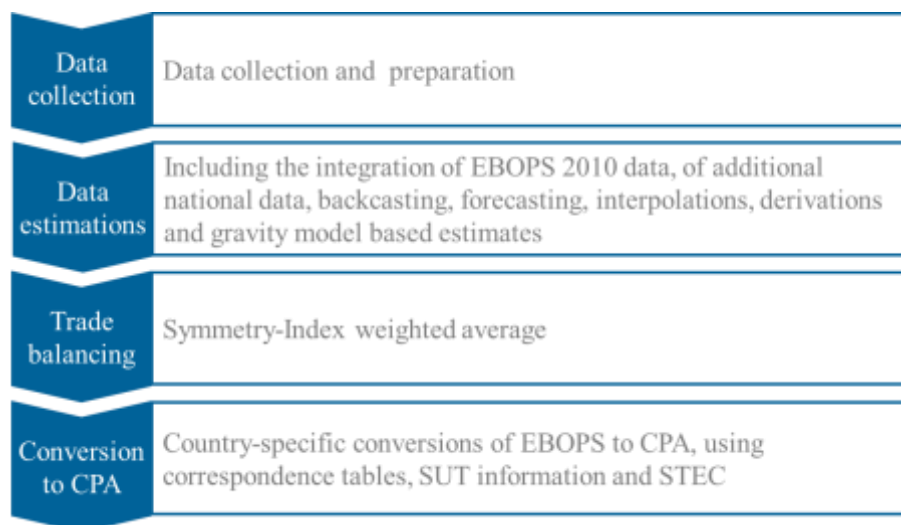 Data
collection
Data collection and preparation
Data
estimations
Including the integration of EBOPS 2010 data, of additional
national data, backcasting, forecasting, interpolations, derivations
and gravity model based estimates
Trade
balancing
Symmetry-Index weighted average
Conversion
to CPA
Country-specific conversions of EBOPS to CPA, using
correspondence tables, SUT information and STEC